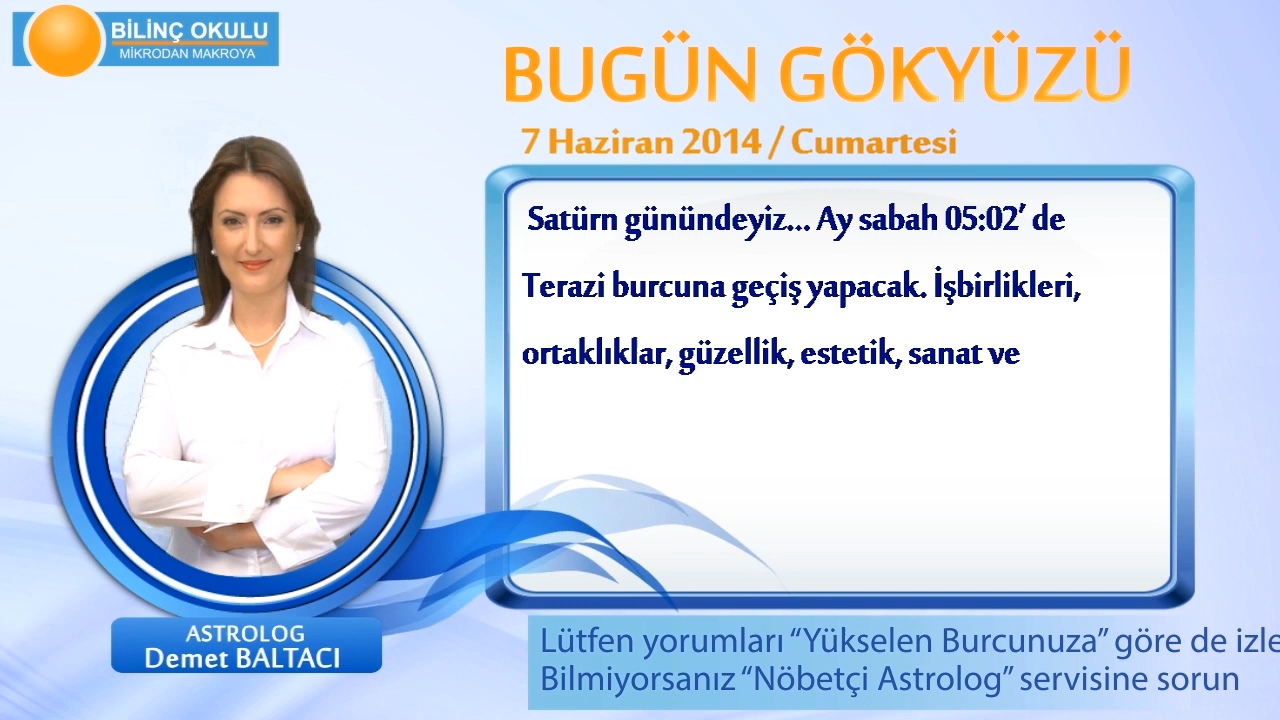 BİLİNÇ OKULU
MİKRODAN MAKROYA
BUGÜN GÖKYÜZÜ
7 Haziran 2014 / Cumartesi
Satürn günündeyiz... Ay sabah 05:02’ de
Terazi burcuna geçiş yapacak. İşbirlikleri,
ortaklıklar, güzellik, estetik, sanat ve
ASTROLOG
Demet BALTACI
Lütfen yorumları “Yükselen Burcunuza” göre de izle
Bilmiyorsanız “Nöbetçi Astrolog” servisine sorun